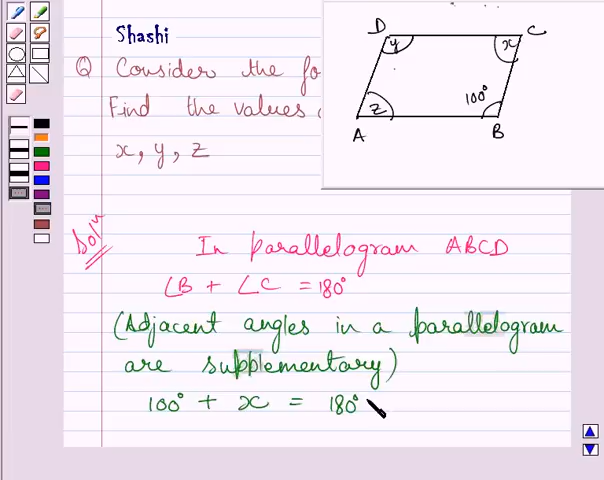 Shashi
D
C
y
x
Q Consider the fo
Find the values
100°
z
A
B
x, y, z
Solⁿ
In parallelogram ABCD
∠B + ∠C = 180°
(Adjacent angles in a parallelogram
are supplementary)
100° + x = 180°